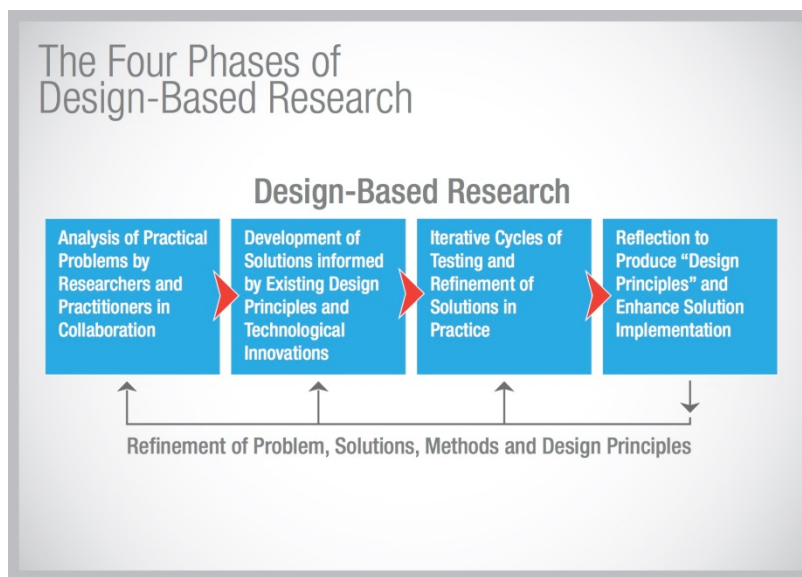 The Four Phases of
Design-Based Research
Design-Based Research
Analysis of Practical
Problems by
Researchers and
Practitioners in
Collaboration
Development of
Solutions informed
by Existing Design
Principles and
Technological
Innovations
Iterative Cycles of
Testing and
Refinement of
Solutions in
Practice
Reflection to
Produce “Design
Principles” and
Enhance Solution
Implementation
Refinement of Problem, Solutions, Methods and Design Principles